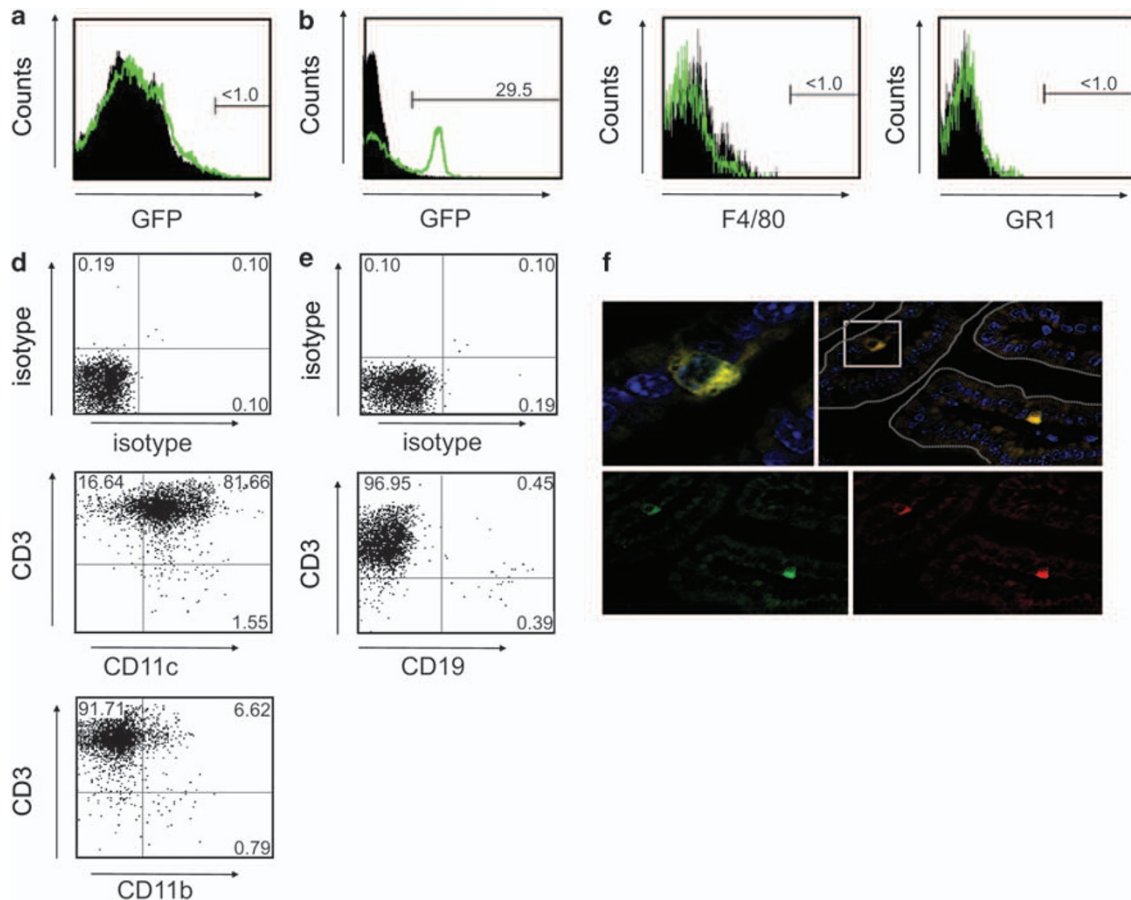 a
Counts
<1.0
GFP
b
Counts
29.5
GFP
c
Counts
<1.0
F4/80
Counts
<1.0
GR1
d
isotype
0.19
0.10
0.10
isotype
CD3
16.64
81.66
1.55
CD11c
CD3
91.71
6.62
0.79
CD11b
e
isotype
0.10
0.10
0.19
isotype
CD3
96.95
0.45
0.39
CD19
f